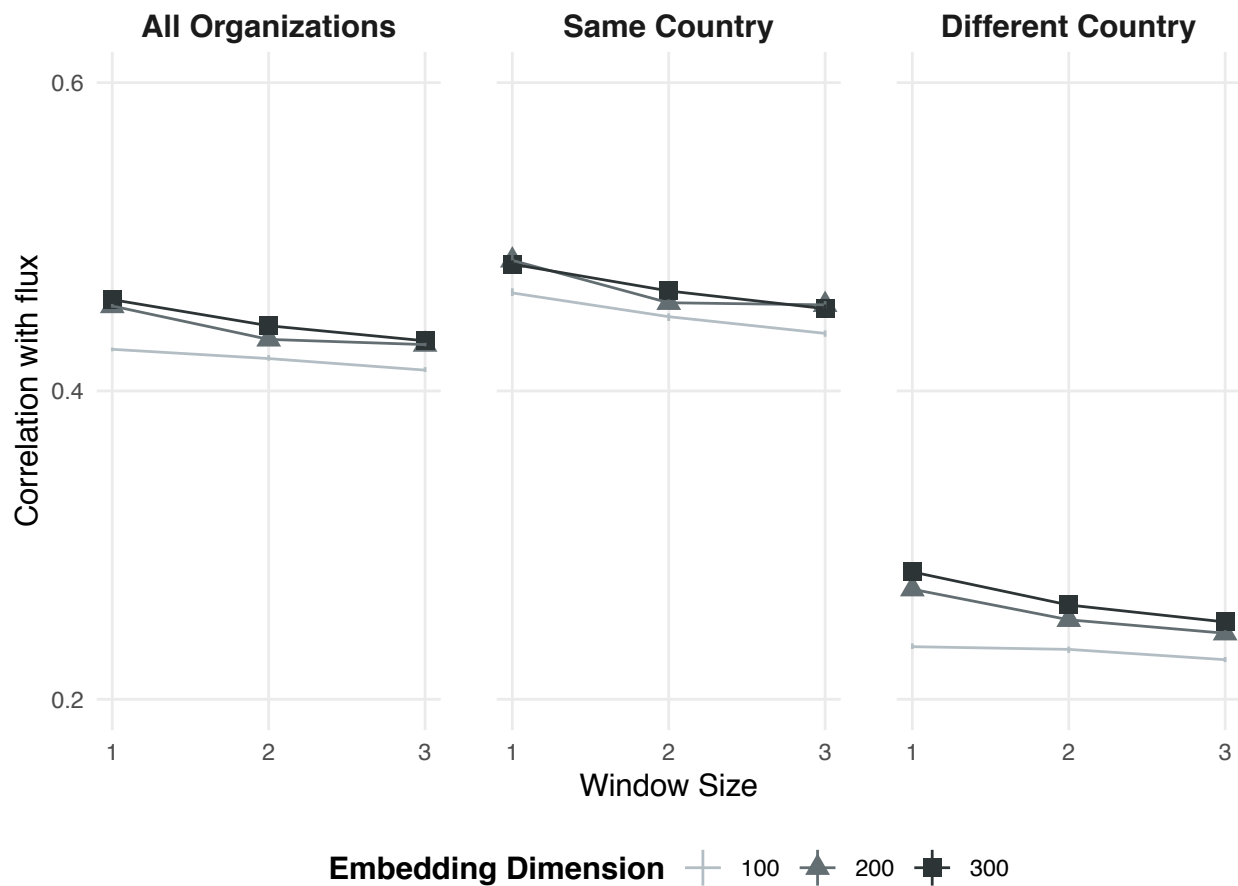 All Organizations Same Country Different Country
0.6
0.4
0.2
Correlation with flux
1 2 3 1 2 3 1 2 3
Window Size
Embedding Dimension 100 200 300